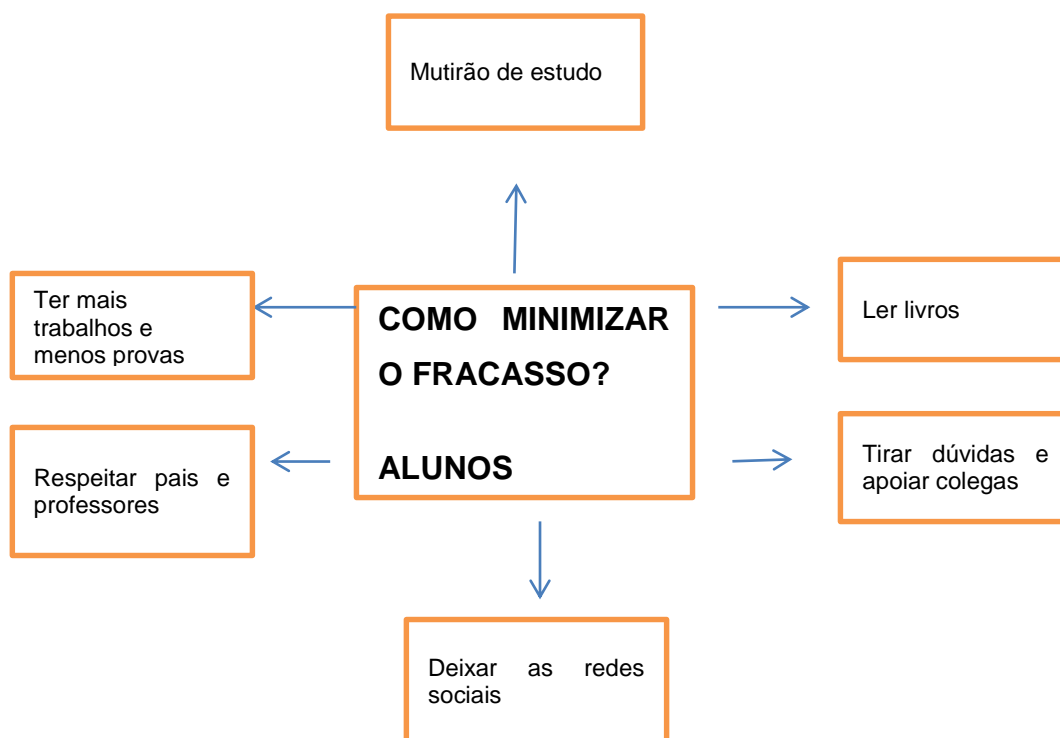 Mutirão de estudo
Ter mais
trabalhos e
menos provas
COMO MINIMIZAR
O FRACASSO?
ALUNOS
Ler livros
Respeitar pais e
professores
Tirar dúvidas e
apoiar colegas
Deixar as redes
sociais